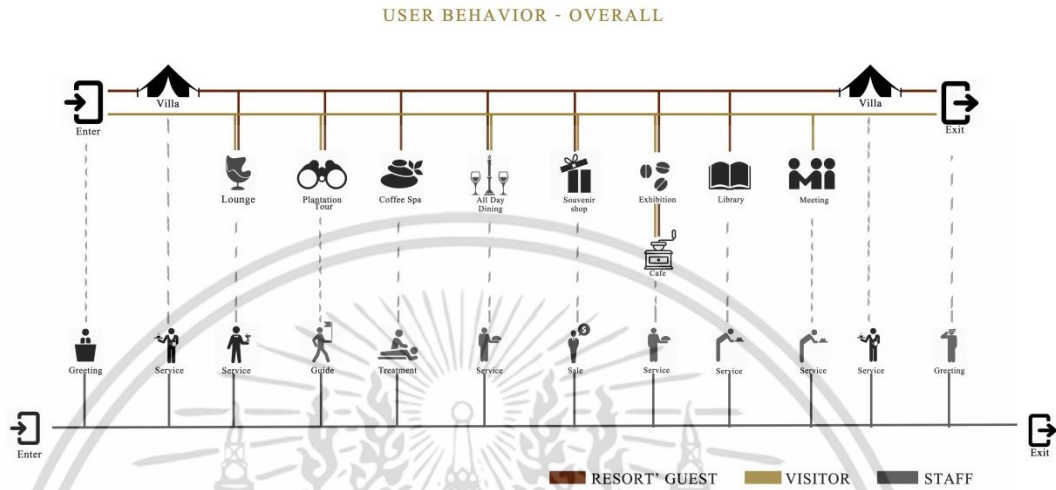 USER BEHAVIOR - OVERALL
Villa
Villa
Enter
Exit
Lounge
Plantation
Tour
Coffee Spa
All Day
Dining
Souvenir
shop
Exhibition
Library
Meeting
Cafe
$
Greeting
Service
Service
Guide
Treatment
Service
Sale
Service
Service
Service
Service
Greeting
Enter
Exit
RESORT' GUEST
VISITOR
STAFF